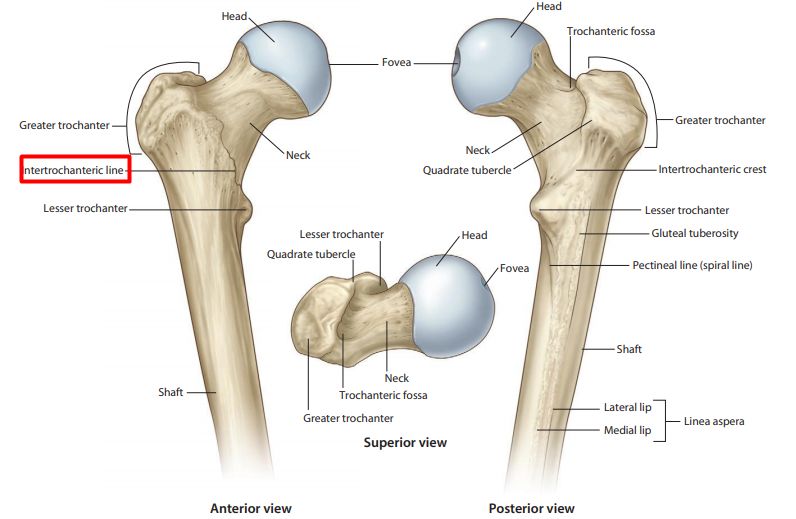 Head
Greater trochanter
Intertrochanteric line
Lesser trochanter
Shaft
Neck
Fovea
Anterior view
Lesser trochanter
Quadrate tubercle
Head
Fovea
Neck
Trochanteric fossa
Greater trochanter
Superior view
Head
Trochanteric fossa
Greater trochanter
Neck
Quadrate tubercle
Intertrochanteric crest
Lesser trochanter
Gluteal tuberosity
Pectineal line (spiral line)
Shaft
Lateral lip
Medial lip
Linea aspera
Posterior view